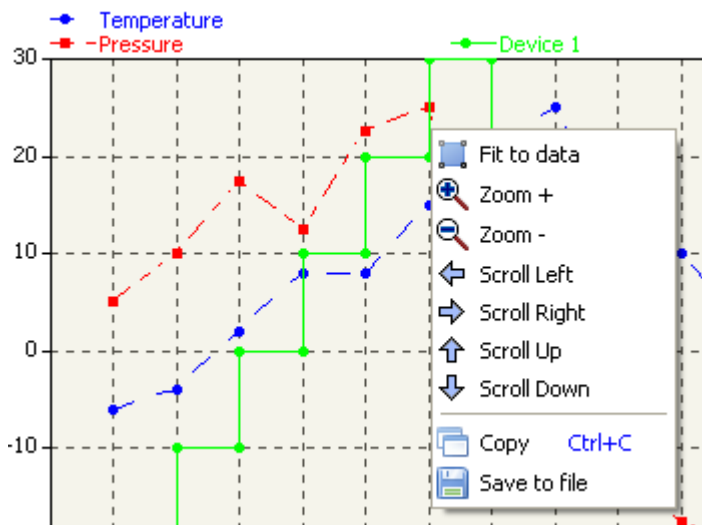 Temperature
Pressure
Device 1
30
20
10
0
-10
Fit to data
Zoom +
Zoom -
Scroll Left
Scroll Right
Scroll Up
Scroll Down
Copy Ctrl+C
Save to file